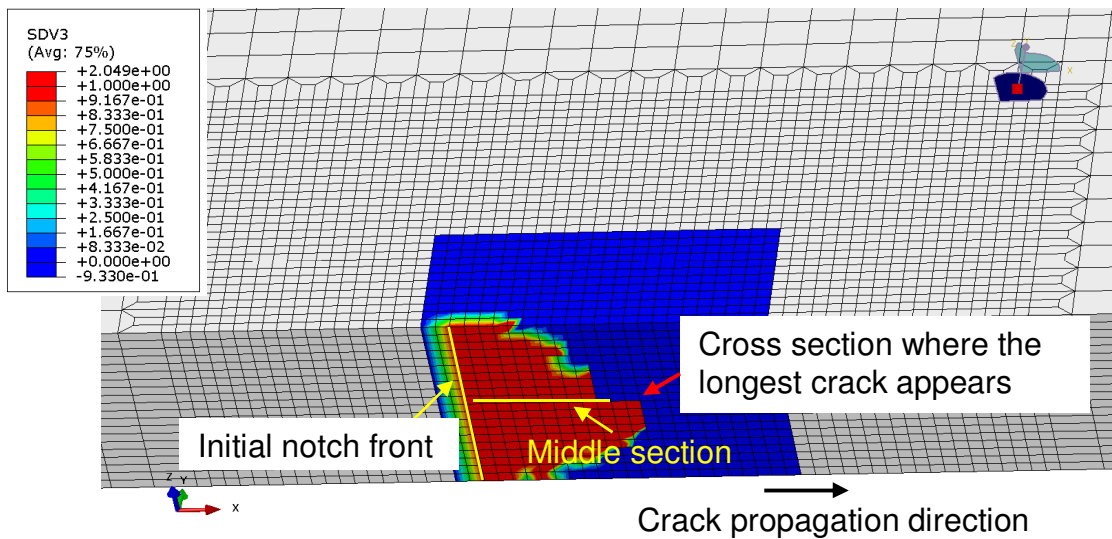 SDV3
(Avg: 75%)
+2.049e+00
+1.000e+00
+9.167e-01
+8.333e-01
+7.500e-01
+6.667e-01
+5.833e-01
+5.000e-01
+4.167e-01
+3.333e-01
+2.500e-01
+1.667e-01
+8.333e-02
+0.000e+00
-9.330e-01
Z
X
Cross section where the
longest crack appears
Initial notch front
Middle section
Z
Y
X
Crack propagation direction